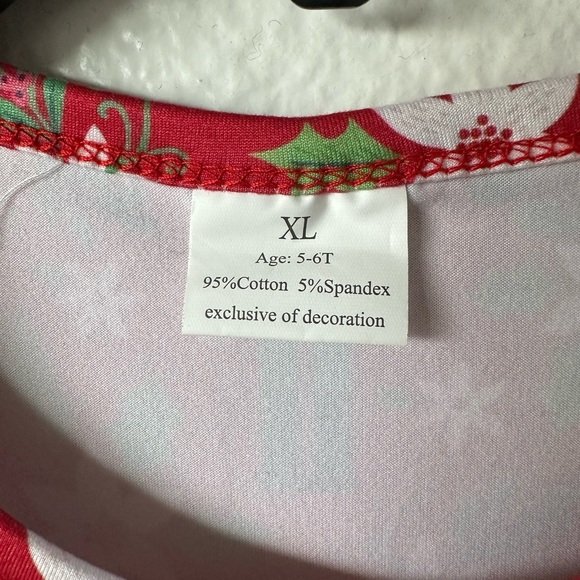 XL
Age: 5-6T
95%Cotton 5%Spandex
exclusive of decoration